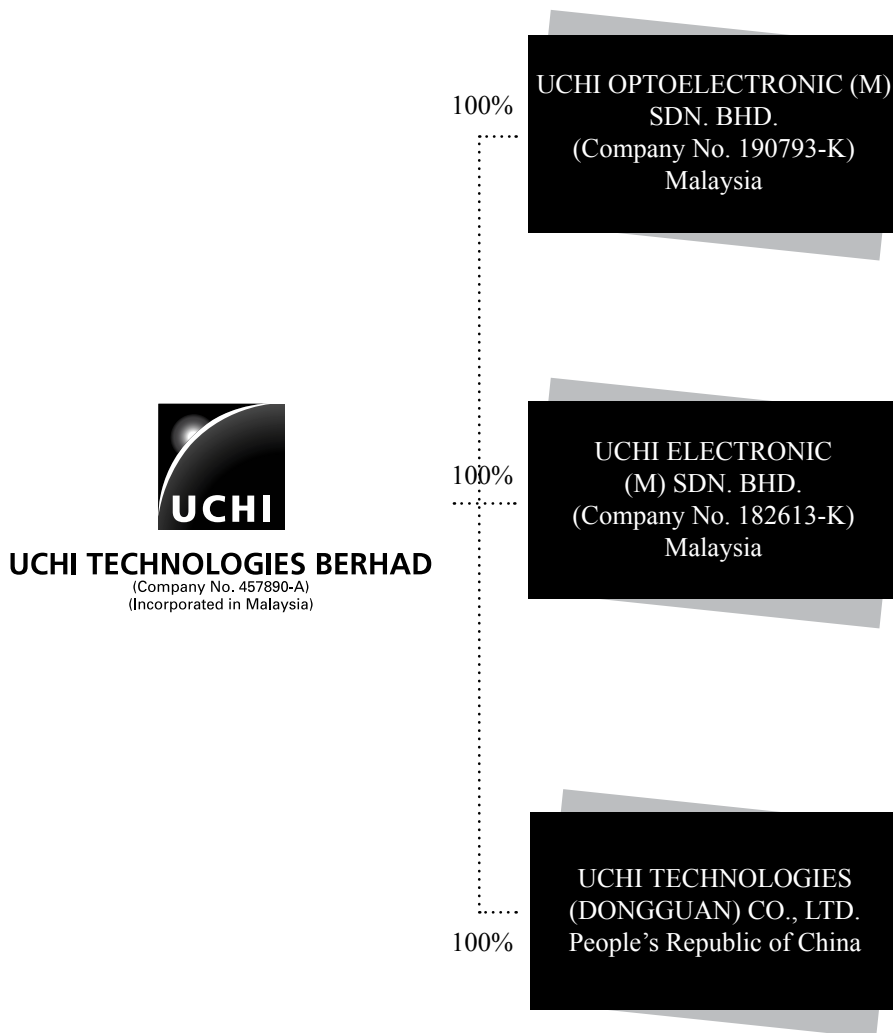 UCHI
UCHI TECHNOLOGIES BERHAD
(Company No. 457890-A)
(Incorporated in Malaysia)
100%
UCHI OPTOELECTRONIC (M)
SDN. BHD.
(Company No. 190793-K)
Malaysia
100%
UCHI ELECTRONIC
(M) SDN. BHD.
(Company No. 182613-K)
Malaysia
100%
UCHI TECHNOLOGIES
(DONGGUAN) CO., LTD.
People’s Republic of China